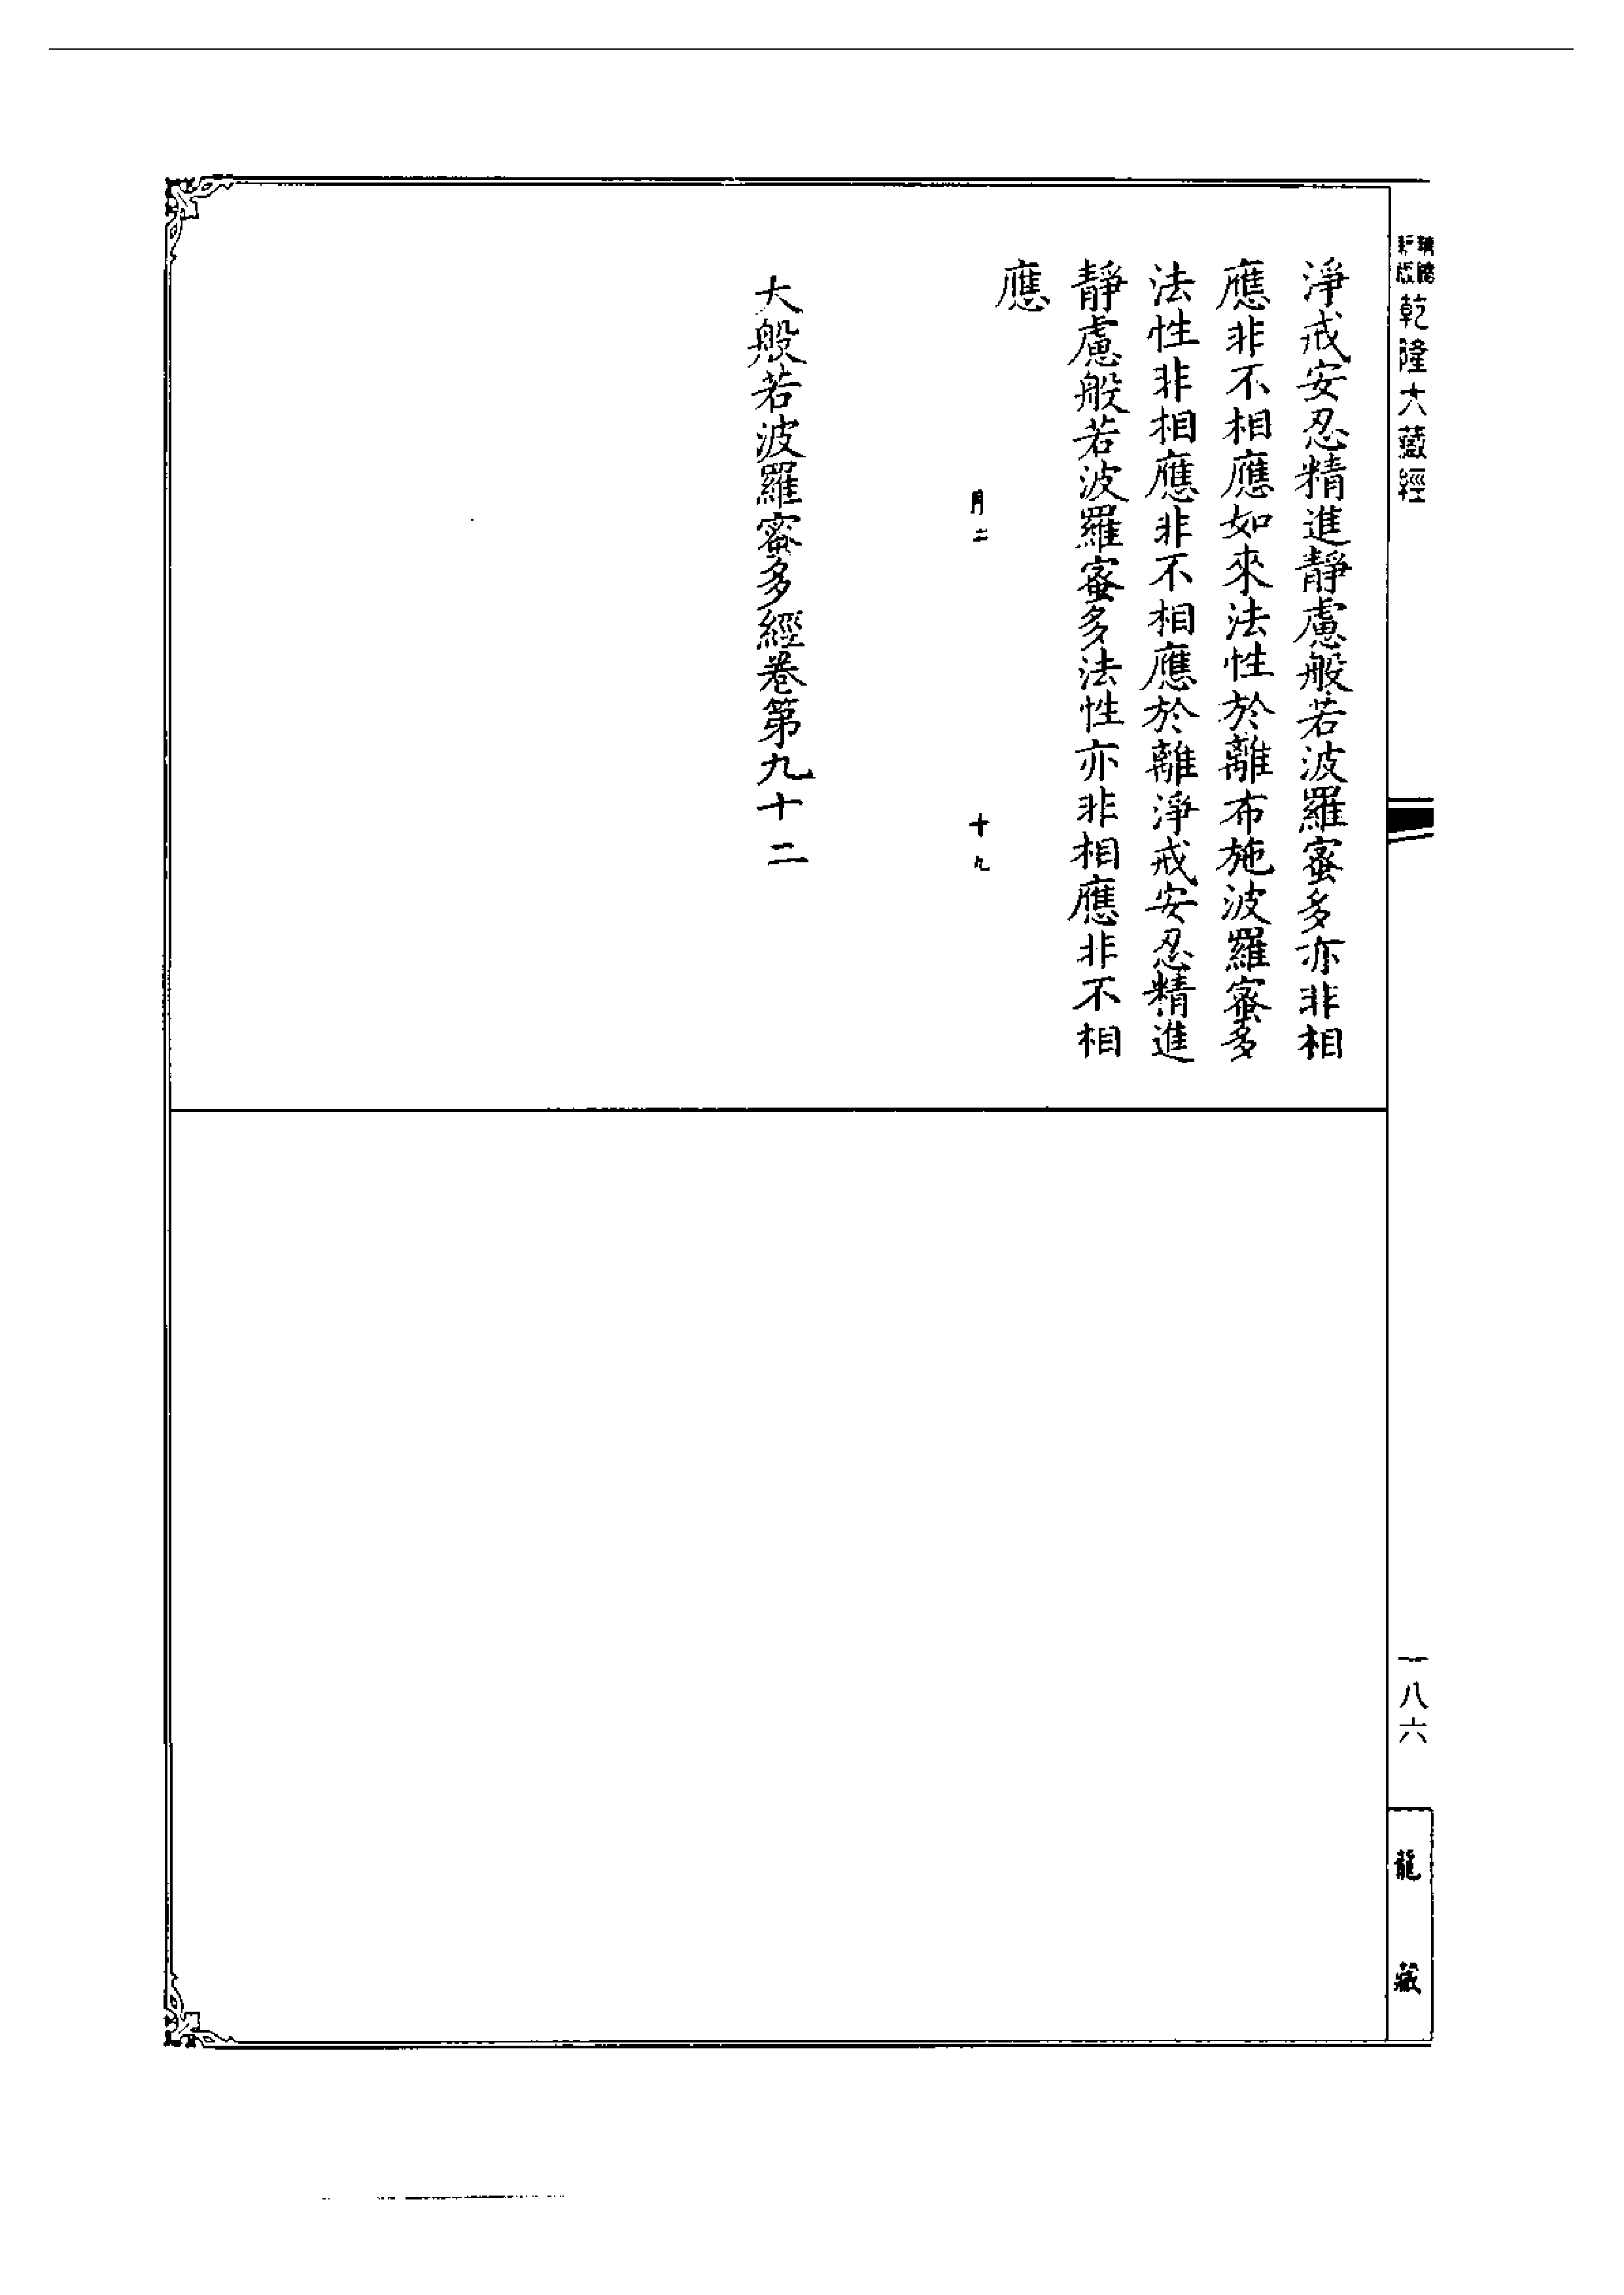 乾隆大藏經
淨戒安忍精進靜慮般若波羅蜜多亦非相
應非不相應如來法性於離布施波羅蜜多
法性非相應非不相應於離淨戒安忍精進
靜慮般若波羅蜜多法性亦非相應非不相
應
月二
十九
大般若波羅蜜多經卷第九十二
一八六
龍藏